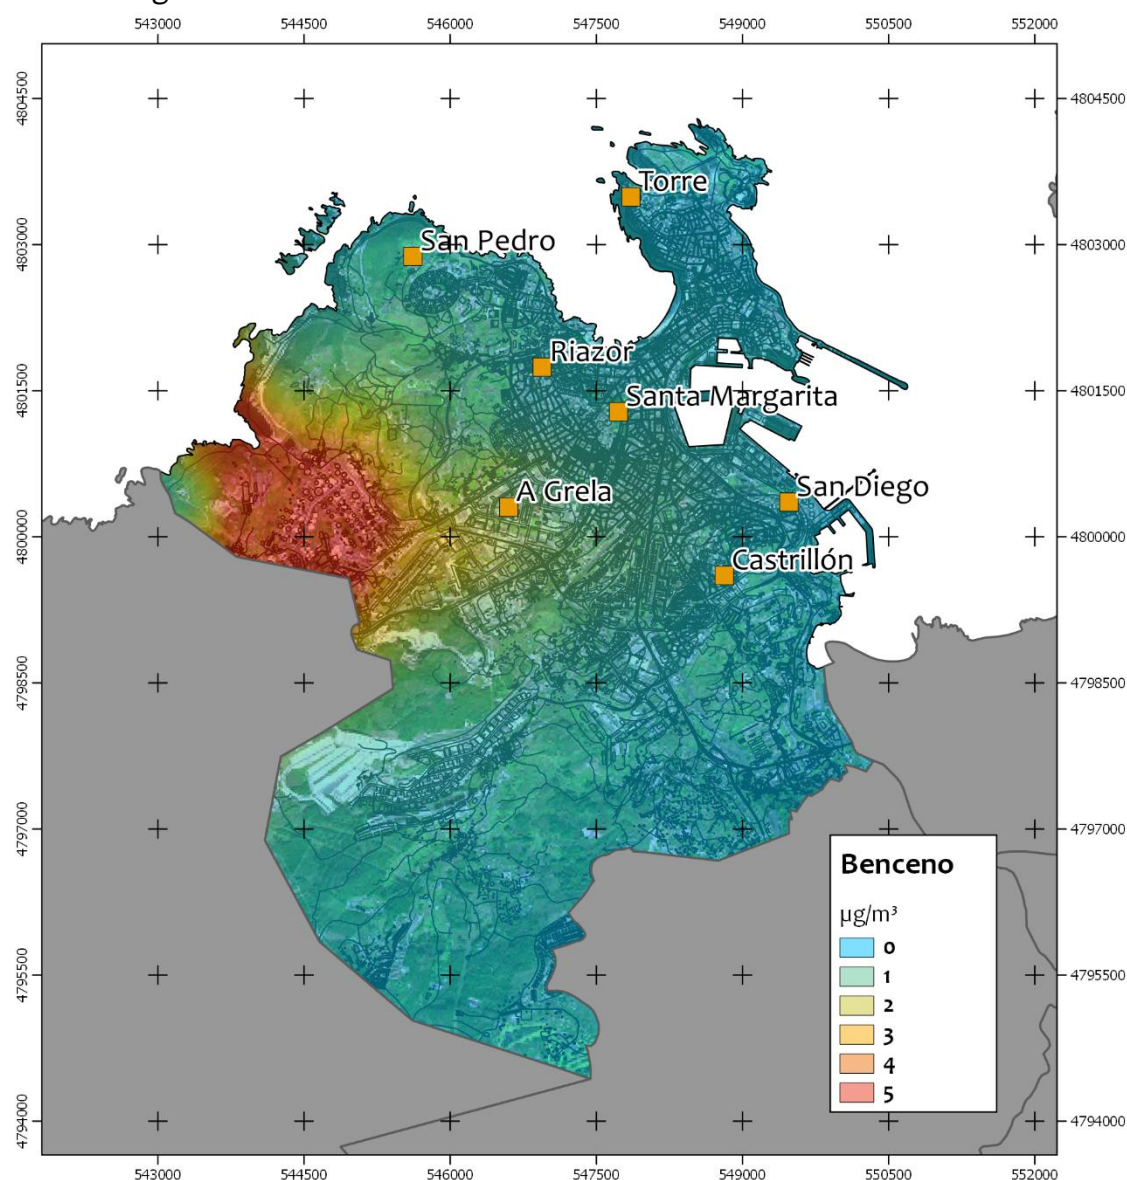 543000 544500 546000 547500 549000 550500 552000
4804500 4804500
Torre
4803000 San Pedro 4803000
Riazor
4801500 Santa Margarita 4801500
A Grela San Diego
4800000 4800000
Castrillón
4798500 4798500
4797000 4797000
Benceno
µg/m³
0
1
4795500 4795500
2
3
4
5
4794000 4794000
543000 544500 546000 547500 549000 550500 552000